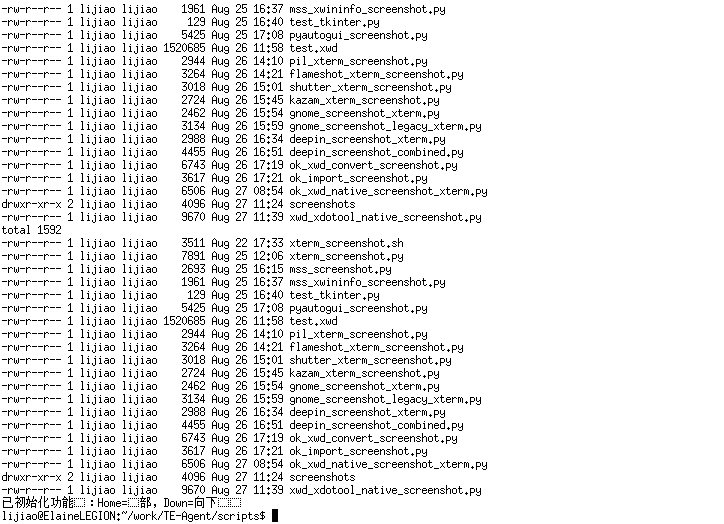 -rw-r--r-- 1 lijiao lijiao    1961 Aug 25 16:37 mss_xwininfo_screenshot.py
-rw-r--r-- 1 lijiao lijiao     129 Aug 25 16:40 test_tkinter.py
-rw-r--r-- 1 lijiao lijiao    5425 Aug 25 17:08 pyautogui_screenshot.py
-rw-r--r-- 1 lijiao lijiao 1520685 Aug 26 11:58 test.xwd
-rw-r--r-- 1 lijiao lijiao    2944 Aug 26 14:10 pil_xterm_screenshot.py
-rw-r--r-- 1 lijiao lijiao    3264 Aug 26 14:21 flameshot_xterm_screenshot.py
-rw-r--r-- 1 lijiao lijiao    3018 Aug 26 15:01 shutter_xterm_screenshot.py
-rw-r--r-- 1 lijiao lijiao    2724 Aug 26 15:45 kazam_xterm_screenshot.py
-rw-r--r-- 1 lijiao lijiao    2462 Aug 26 15:54 gnome_screenshot_xterm.py
-rw-r--r-- 1 lijiao lijiao    3134 Aug 26 15:59 gnome_screenshot_legacy_xterm.py
-rw-r--r-- 1 lijiao lijiao    2988 Aug 26 16:34 deepin_screenshot_xterm.py
-rw-r--r-- 1 lijiao lijiao    4455 Aug 26 16:51 deepin_screenshot_combined.py
-rw-r--r-- 1 lijiao lijiao    6743 Aug 26 17:19 ok_xwd_convert_screenshot.py
-rw-r--r-- 1 lijiao lijiao    3617 Aug 26 17:21 ok_import_screenshot.py
-rw-r--r-- 1 lijiao lijiao    6506 Aug 27 08:54 ok_xwd_native_screenshot_xterm.py
drwxr-xr-x 2 lijiao lijiao    4096 Aug 27 11:24 screenshots
-rw-r--r-- 1 lijiao lijiao    9670 Aug 27 11:39 xwd_xdotool_native_screenshot.py
total 1592
-rw-r--r-- 1 lijiao lijiao    3511 Aug 22 17:33 xterm_screenshot.sh
-rw-r--r-- 1 lijiao lijiao    7891 Aug 25 12:06 xterm_screenshot.py
-rw-r--r-- 1 lijiao lijiao    2693 Aug 25 16:15 mss_screenshot.py
-rw-r--r-- 1 lijiao lijiao    1961 Aug 25 16:37 mss_xwininfo_screenshot.py
-rw-r--r-- 1 lijiao lijiao     129 Aug 25 16:40 test_tkinter.py
-rw-r--r-- 1 lijiao lijiao    5425 Aug 25 17:08 pyautogui_screenshot.py
-rw-r--r-- 1 lijiao lijiao 1520685 Aug 26 11:58 test.xwd
-rw-r--r-- 1 lijiao lijiao    2944 Aug 26 14:10 pil_xterm_screenshot.py
-rw-r--r-- 1 lijiao lijiao    3264 Aug 26 14:21 flameshot_xterm_screenshot.py
-rw-r--r-- 1 lijiao lijiao    3018 Aug 26 15:01 shutter_xterm_screenshot.py
-rw-r--r-- 1 lijiao lijiao    2724 Aug 26 15:45 kazam_xterm_screenshot.py
-rw-r--r-- 1 lijiao lijiao    2462 Aug 26 15:54 gnome_screenshot_xterm.py
-rw-r--r-- 1 lijiao lijiao    3134 Aug 26 15:59 gnome_screenshot_legacy_xterm.py
-rw-r--r-- 1 lijiao lijiao    2988 Aug 26 16:34 deepin_screenshot_xterm.py
-rw-r--r-- 1 lijiao lijiao    4455 Aug 26 16:51 deepin_screenshot_combined.py
-rw-r--r-- 1 lijiao lijiao    6743 Aug 26 17:19 ok_xwd_convert_screenshot.py
-rw-r--r-- 1 lijiao lijiao    3617 Aug 26 17:21 ok_import_screenshot.py
-rw-r--r-- 1 lijiao lijiao    6506 Aug 27 08:54 ok_xwd_native_screenshot_xterm.py
drwxr-xr-x 2 lijiao lijiao    4096 Aug 27 11:24 screenshots
-rw-r--r-- 1 lijiao lijiao    9670 Aug 27 11:39 xwd_xdotool_native_screenshot.py
已初始化功能：Home=部，Down=向下
lijiao@ElaineLEGION:~/work/TE-Agent/scripts$